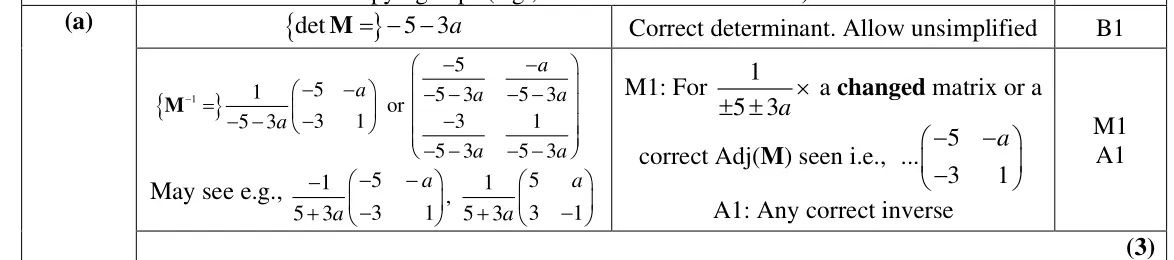 (a) {det M =} −5−3a Correct determinant. Allow unsimplified B1
{M⁻¹ =} 1/(−5−3a) (−5 −a; −3 1) or (−5/(−5−3a) −a/(−5−3a); −3/(−5−3a) 1/(−5−3a))
May see e.g., −1/(5+3a) (−5 −a; −3 1), 1/(5+3a) (5 a; 3 −1)
M1: For 1/(±5±3a) × a changed matrix or a
correct Adj(M) seen i.e., ...(−5 −a; −3 1)
A1: Any correct inverse
M1
A1
(3)